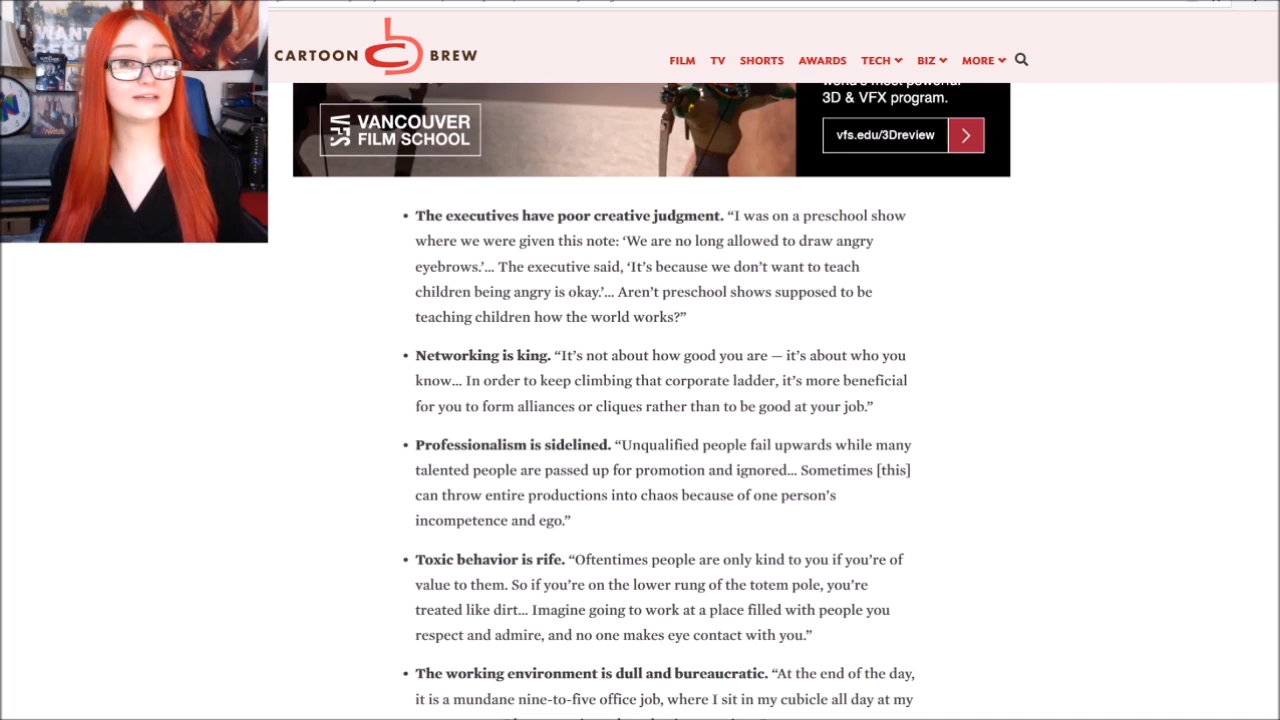 CARTOON BREW
FILM TV SHORTS AWARDS TECH BIZ MORE
3D & VFX program.
VFS VANCOUVER
FILM SCHOOL
vfs.edu/3Dreview
• The executives have poor creative judgment. “I was on a preschool show
where we were given this note: ‘We are no long allowed to draw angry
eyebrows.’... The executive said, ‘It’s because we don’t want to teach
children being angry is okay.’... Aren’t preschool shows supposed to be
teaching children how the world works?”
• Networking is king. “It’s not about how good you are — it’s about who you
know... In order to keep climbing that corporate ladder, it’s more beneficial
for you to form alliances or cliques rather than to be good at your job.”
• Professionalism is sidelined. “Unqualified people fail upwards while many
talented people are passed up for promotion and ignored... Sometimes [this]
can throw entire productions into chaos because of one person’s
incompetence and ego.”
• Toxic behavior is rife. “Oftentimes people are only kind to you if you’re of
value to them. So if you’re on the lower rung of the totem pole, you’re
treated like dirt... Imagine going to work at a place filled with people you
respect and admire, and no one makes eye contact with you.”
• The working environment is dull and bureaucratic. “At the end of the day,
it is a mundane nine-to-five office job, where I sit in my cubicle all day at my